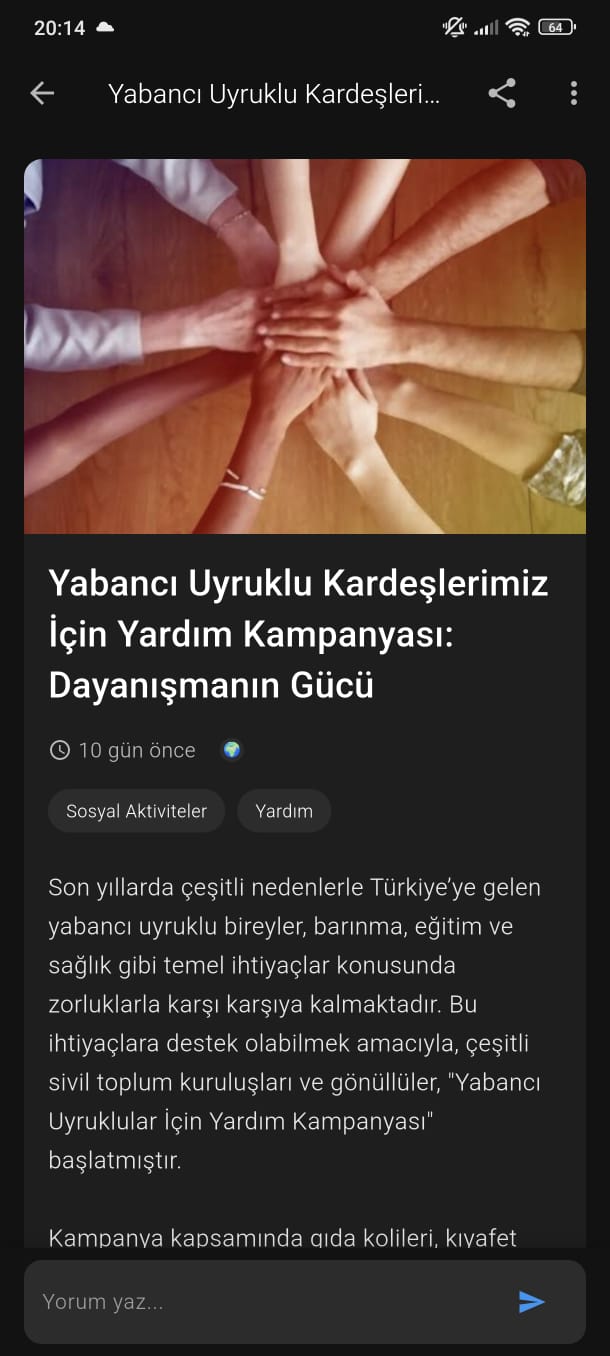 20:14
64
Yabancı Uyruklu Kardeşleri...
Yabancı Uyruklu Kardeşlerimiz
İçin Yardım Kampanyası:
Dayanışmanın Gücü
10 gün önce
Sosyal Aktiviteler
Yardım
Son yıllarda çeşitli nedenlerle Türkiye’ye gelen
yabancı uyruklu bireyler, barınma, eğitim ve
sağlık gibi temel ihtiyaçlar konusunda
zorluklarla karşı karşıya kalmaktadır. Bu
ihtiyaçlara destek olabilmek amacıyla, çeşitli
sivil toplum kuruluşları ve gönüllüler, "Yabancı
Uyruklular İçin Yardım Kampanyası"
başlatmıştır.
Kampanya kapsamında gıda kolileri, kıyafet
Yorum yaz...